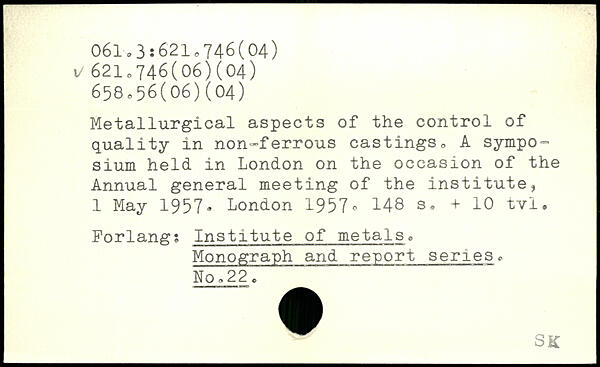 061.3:621.746(04)
✓ 621.746(06)(04)
658.56(06)(04)
Metallurgical aspects of the control of
quality in non-ferrous castings. A sympo-
sium held in London on the occasion of the
Annual general meeting of the institute,
1 May 1957. London 1957. 148 s. + 10 tvl.
Forlang: Institute of metals.
Monograph and report series.
No.22.
SK